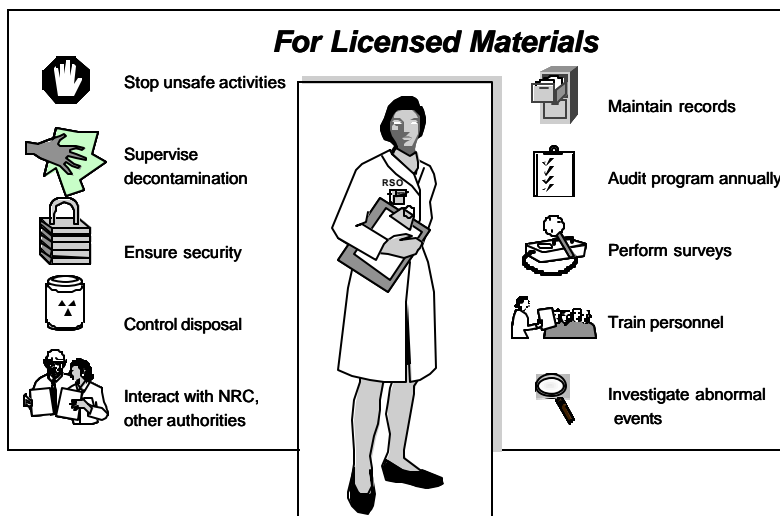 For Licensed Materials
Stop unsafe activities
Supervise
decontamination
Ensure security
Control disposal
Interact with NRC,
other authorities
RSO
Maintain records
Audit program annually
Perform surveys
Train personnel
Investigate abnormal
events